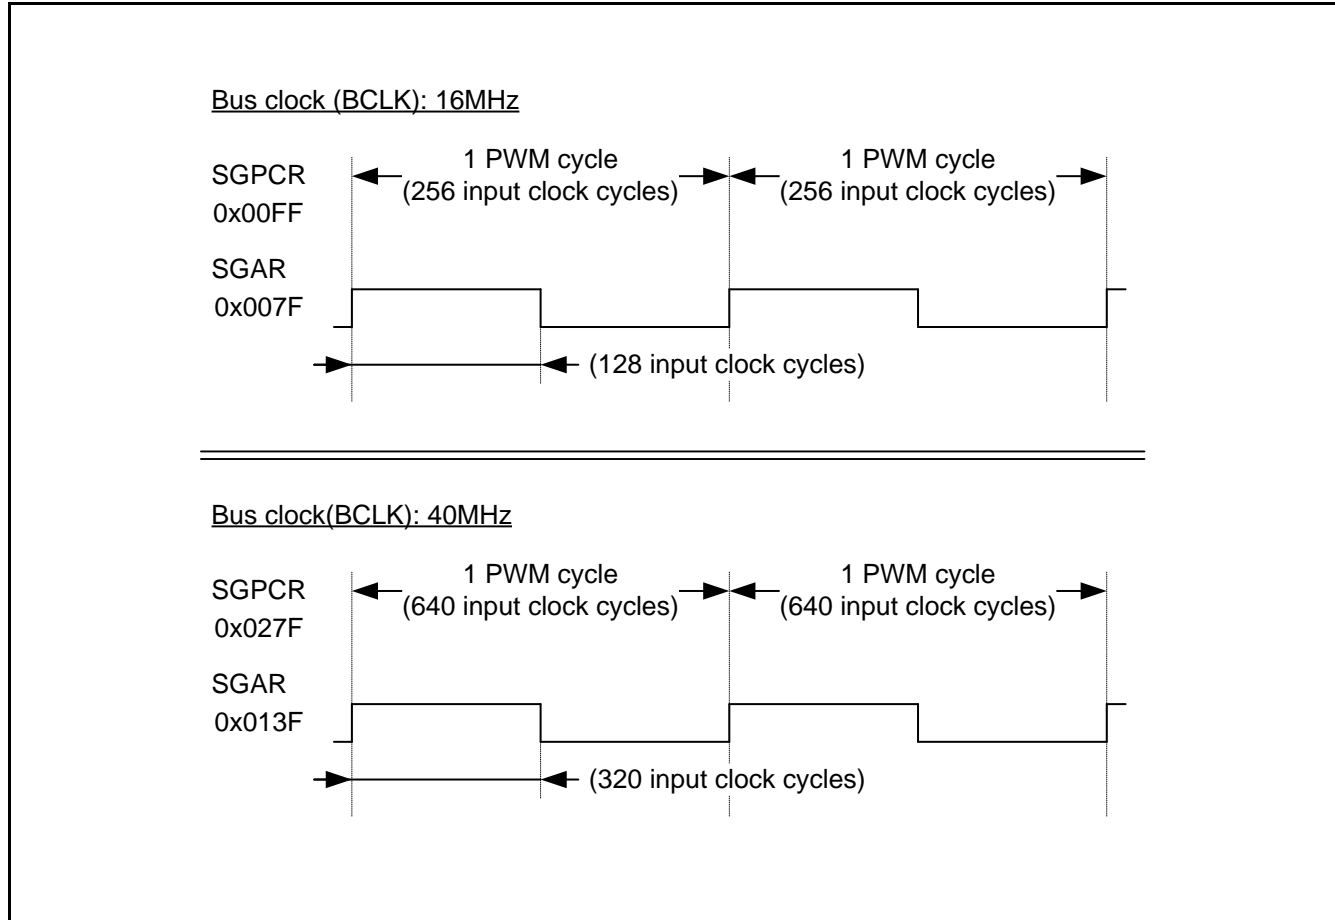 Bus clock (BCLK): 16MHz
SGPCR
0x00FF
1 PWM cycle
(256 input clock cycles)
1 PWM cycle
(256 input clock cycles)
SGAR
0x007F
(128 input clock cycles)
Bus clock(BCLK): 40MHz
SGPCR
0x027F
1 PWM cycle
(640 input clock cycles)
1 PWM cycle
(640 input clock cycles)
SGAR
0x013F
(320 input clock cycles)